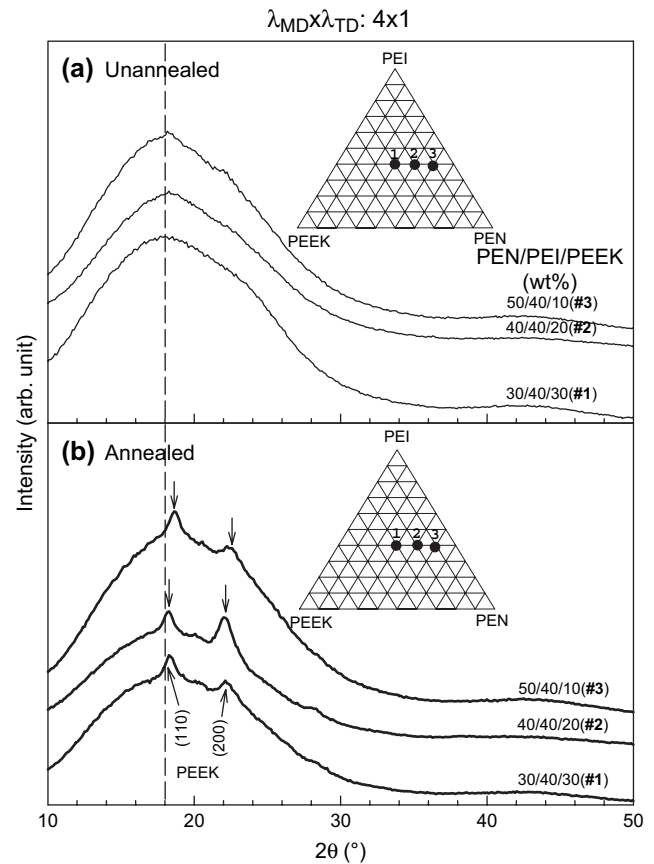 λMDxλTD: 4x1
(a) Unannealed
PEI
1 2 3
PEEK PEN
PEN/PEI/PEEK
(wt%)
50/40/10(#3)
40/40/20(#2)
30/40/30(#1)
Intensity (arb. unit)
(b) Annealed
PEI
1 2 3
PEEK PEN
50/40/10(#3)
40/40/20(#2)
(110)
(200)
PEEK
30/40/30(#1)
10 20 30 40 50
2θ (°)